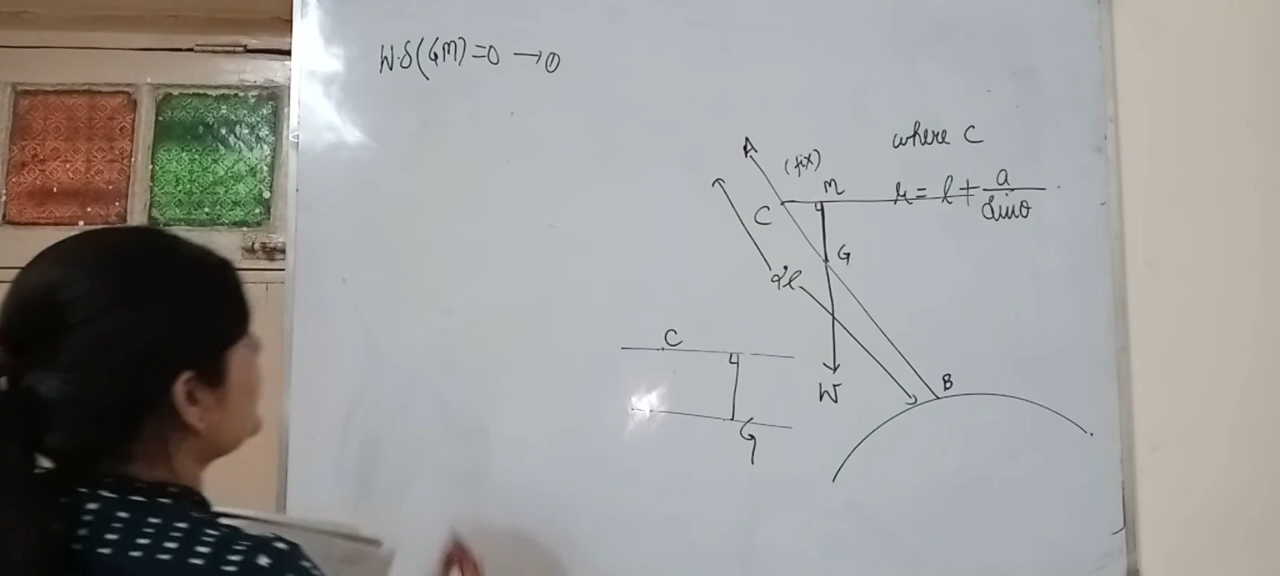 W.δ(GM)=0 →①
where C
A
(fix)
M
r = l + a/sinθ
C
G
2l
C
B
W
G